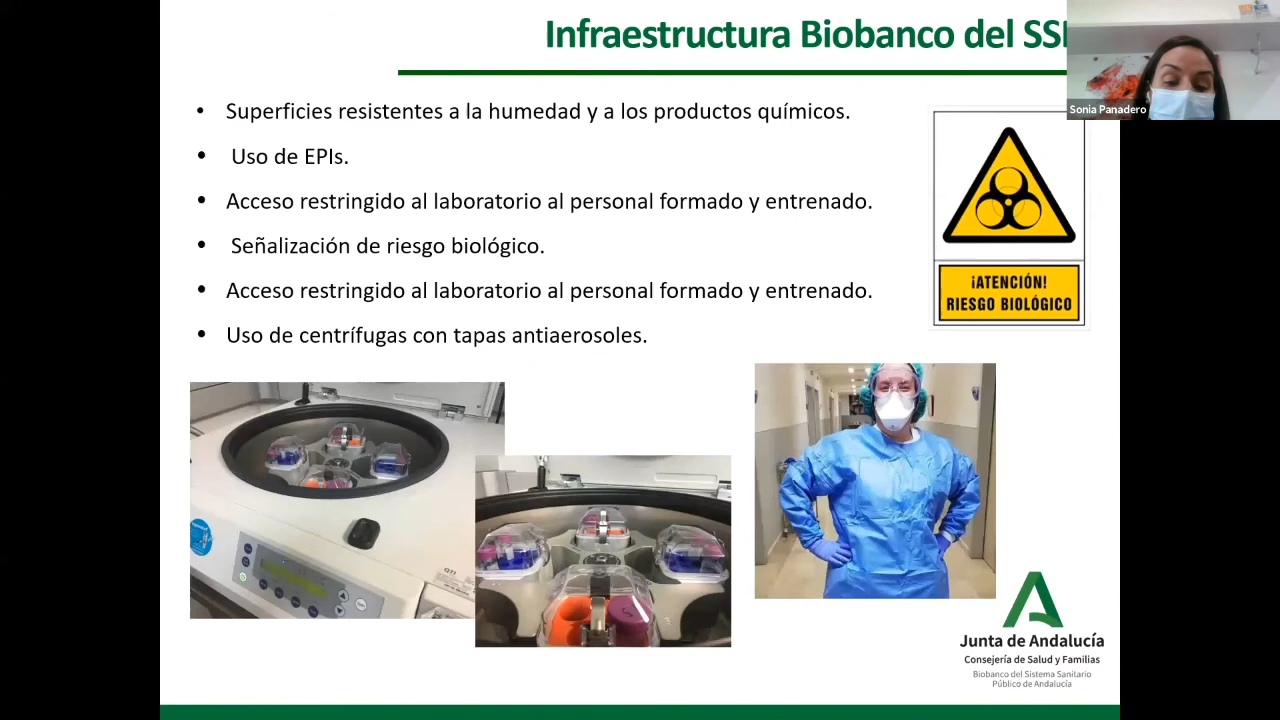 Infraestructura Biobanco del SS
Sonia Panadero
• Superficies resistentes a la humedad y a los productos químicos.
• Uso de EPIs.
• Acceso restringido al laboratorio al personal formado y entrenado.
• Señalización de riesgo biológico.
• Acceso restringido al laboratorio al personal formado y entrenado.
• Uso de centrífugas con tapas antiaerosoles.
¡ATENCIÓN!
RIESGO BIOLÓGICO
Junta de Andalucía
Consejería de Salud y Familias
Biobanco del Sistema Sanitario
Público de Andalucía